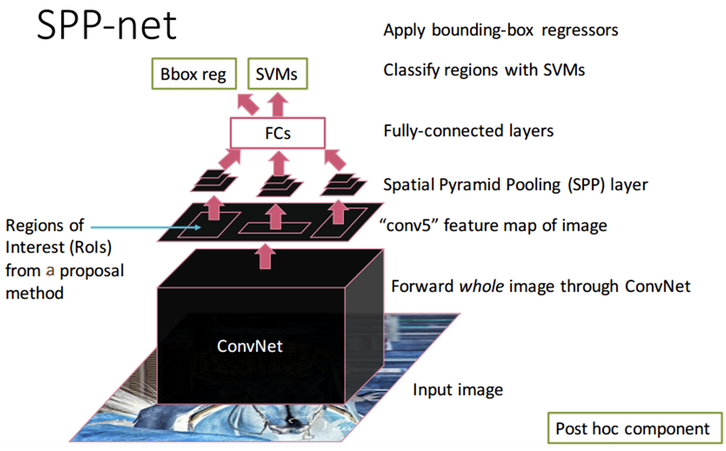 SPP-net
Apply bounding-box regressors
Bbox reg
SVMs
Classify regions with SVMs
FCs
Fully-connected layers
Spatial Pyramid Pooling (SPP) layer
Regions of
Interest (RoIs)
from a proposal
method
“conv5” feature map of image
Forward whole image through ConvNet
ConvNet
Input image
Post hoc component